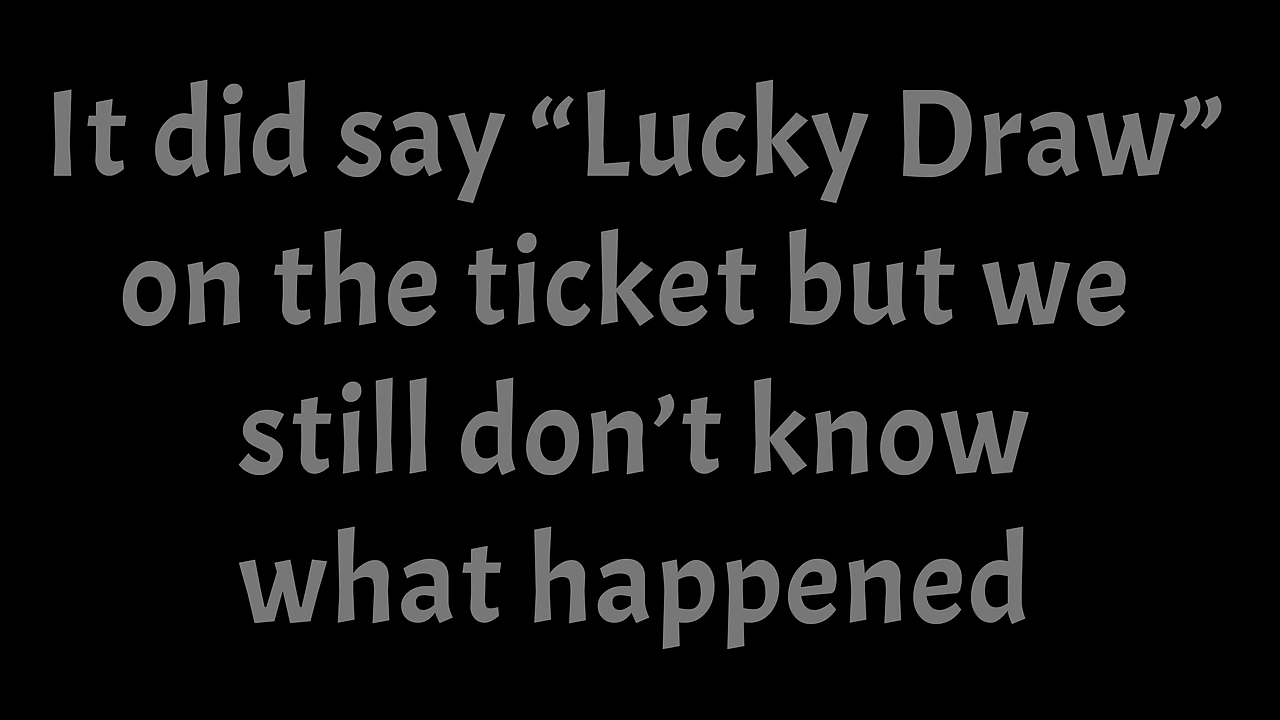 It did say “Lucky Draw”
on the ticket but we
still don’t know
what happened